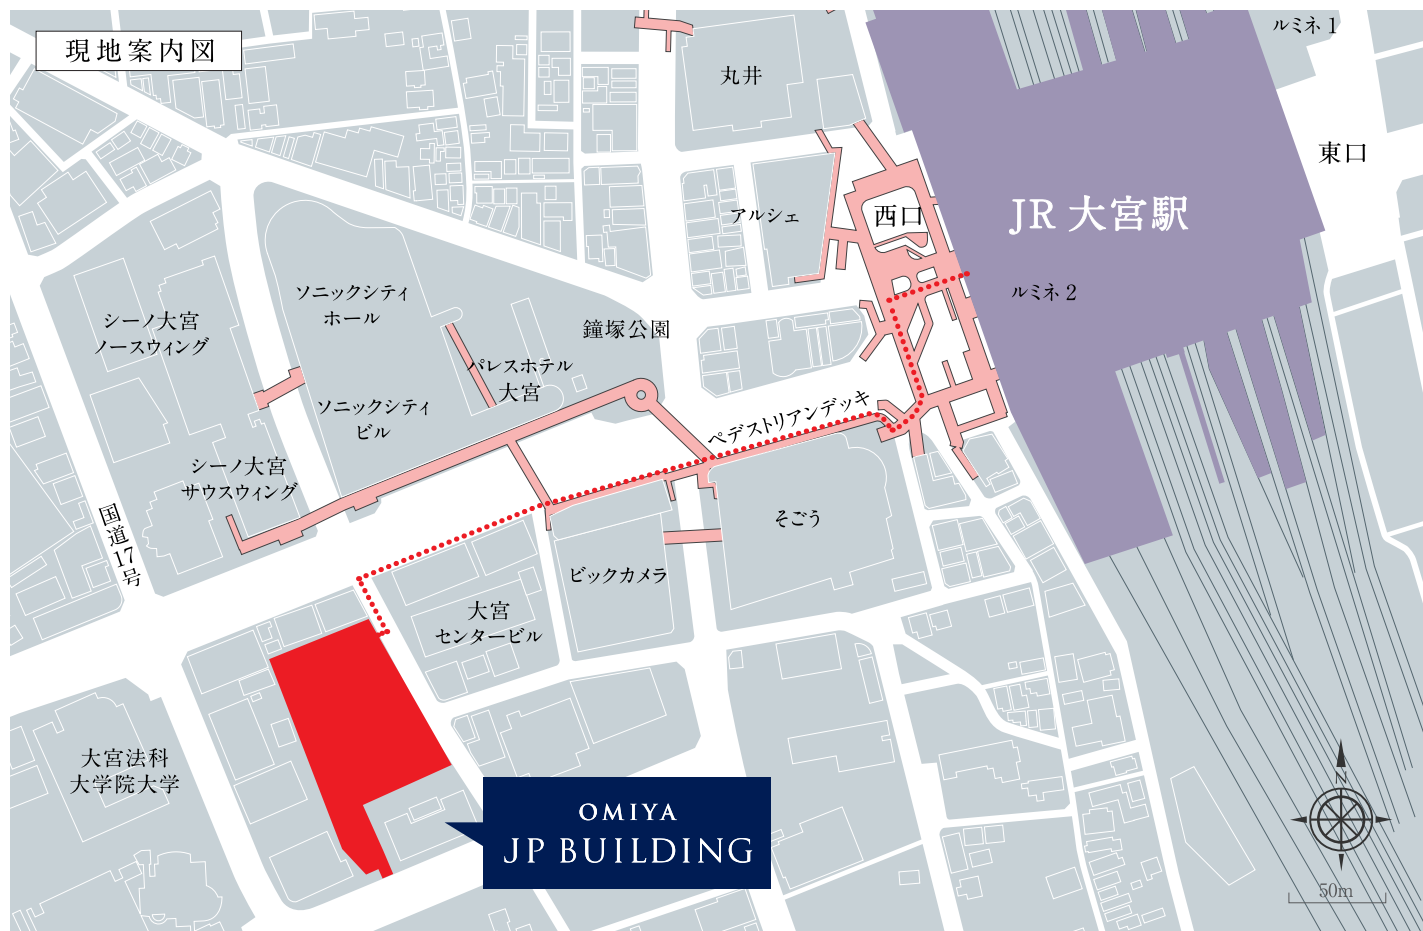 現地案内図
ルミネ 1
丸井
東口
JR 大宮駅
アルシェ
西口
ルミネ 2
ソニックシティ
ホール
シーノ大宮
ノースウィング
鐘塚公園
パレスホテル
大宮
ソニックシティ
ビル
ペデストリアンデッキ
シーノ大宮
サウスウィング
国道17号
そごう
ビックカメラ
大宮
センタービル
大宮法科
大学院大学
OMIYA
JP BUILDING
N
50m